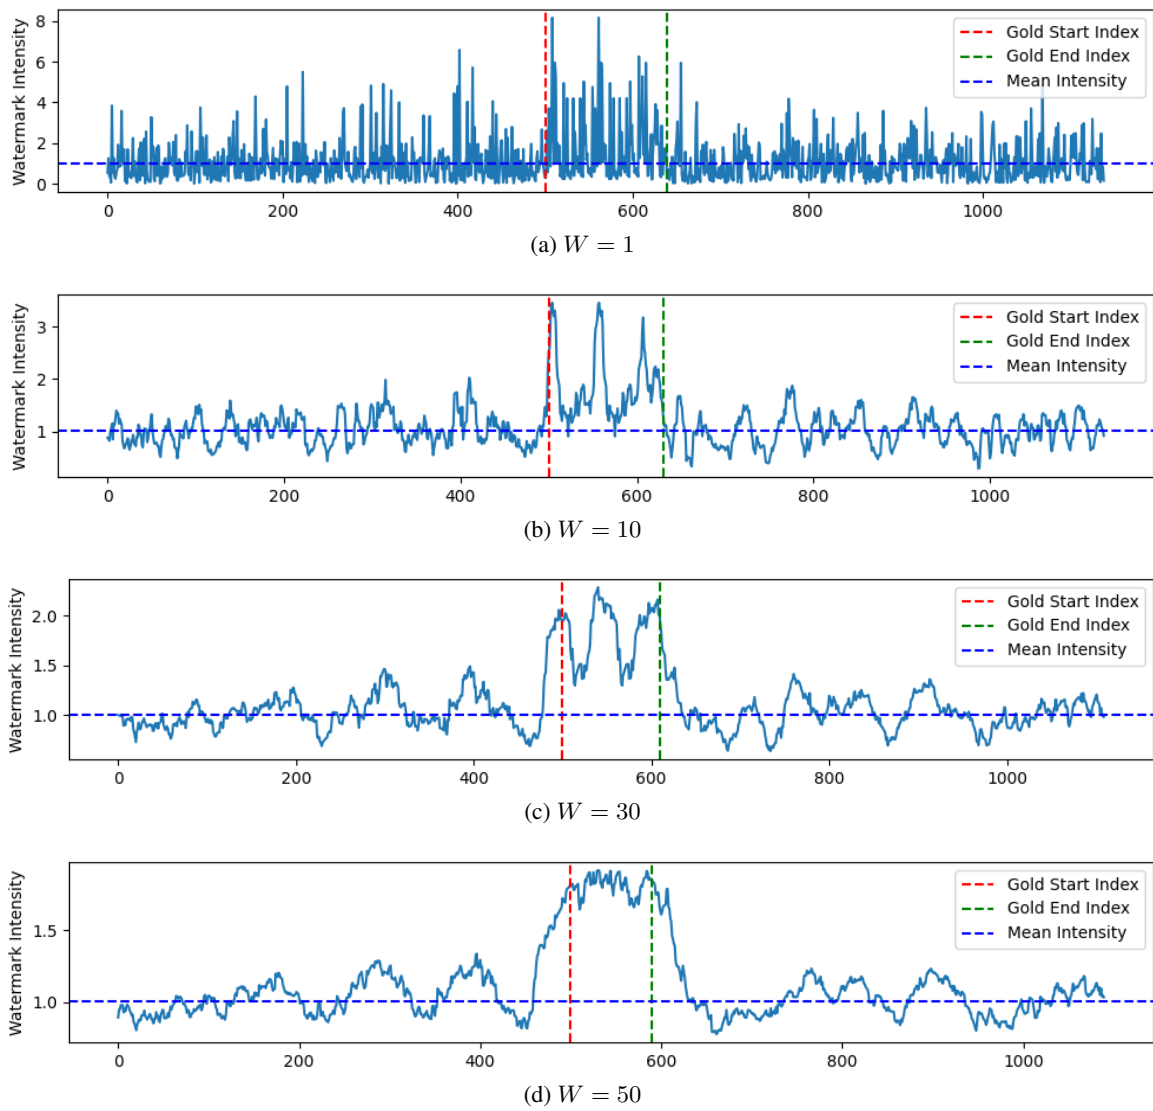 Watermark Intensity
8
6
4
2
0
0 200 400 600 800 1000
Gold Start Index
Gold End Index
Mean Intensity
(a) W = 1
Watermark Intensity
3
2
1
0 200 400 600 800 1000
Gold Start Index
Gold End Index
Mean Intensity
(b) W = 10
Watermark Intensity
2.0
1.5
1.0
0 200 400 600 800 1000
Gold Start Index
Gold End Index
Mean Intensity
(c) W = 30
Watermark Intensity
1.5
1.0
0 200 400 600 800 1000
Gold Start Index
Gold End Index
Mean Intensity
(d) W = 50